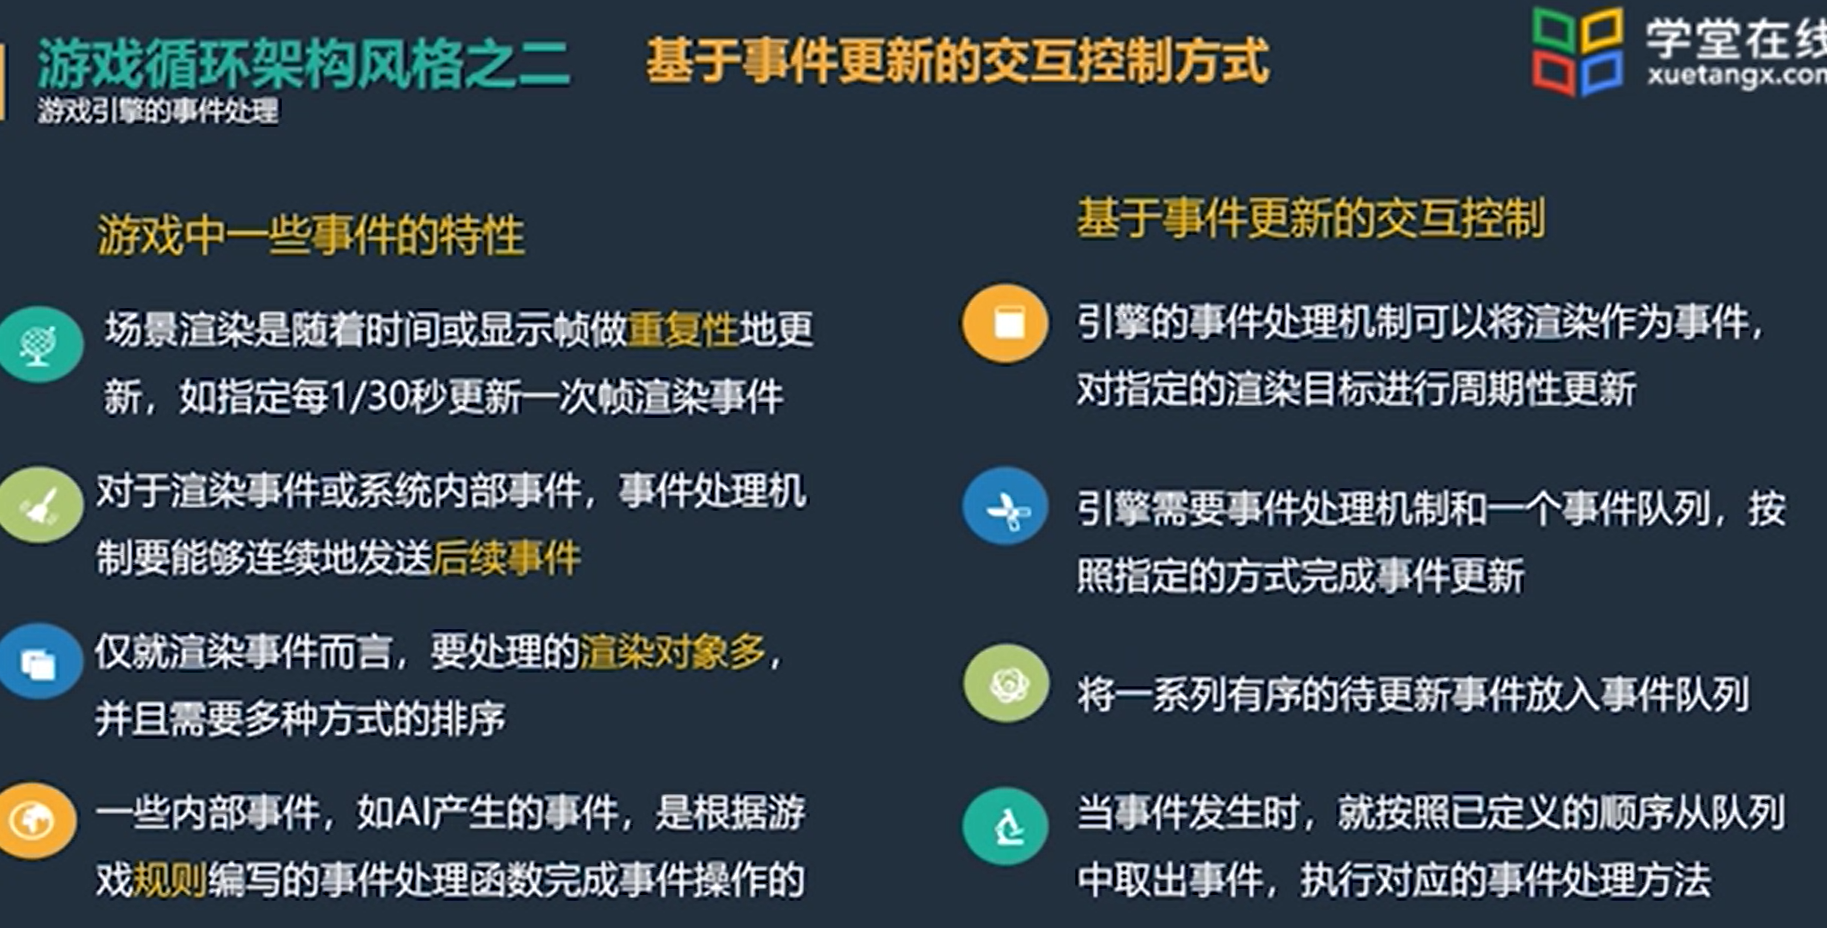 游戏循环架构风格之二
基于事件更新的交互控制方式
游戏引擎的事件处理
学堂在线
xuetangx.com
游戏中一些事件的特性
场景渲染是随着时间或显示帧做重复性地更
新，如指定每1/30秒更新一次帧渲染事件
对于渲染事件或系统内部事件，事件处理机
制要能够连续地发送后续事件
仅就渲染事件而言，要处理的渲染对象多，
并且需要多种方式的排序
一些内部事件，如AI产生的事件，是根据游
戏规则编写的事件处理函数完成事件操作的
基于事件更新的交互控制
引擎的事件处理机制可以将渲染作为事件，
对指定的渲染目标进行周期性更新
引擎需要事件处理机制和一个事件队列，按
照指定的方式完成事件更新
将一系列有序的待更新事件放入事件队列
当事件发生时，就按照已定义的顺序从队列
中取出事件，执行对应的事件处理方法